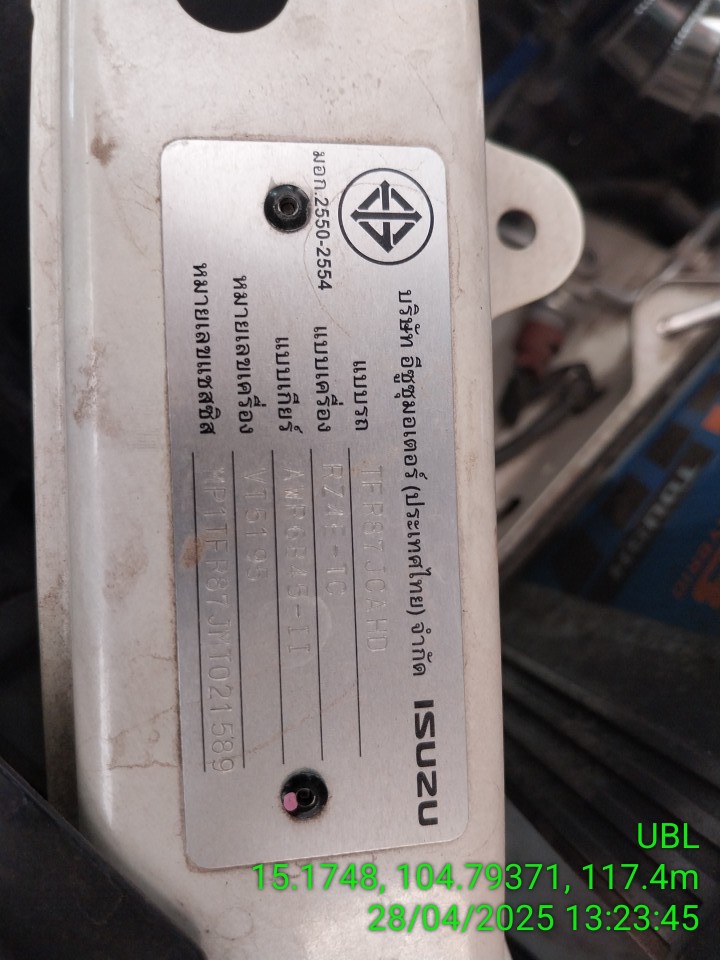 มอก.2550-2554
บริษัท อีซูซุมอเตอร์ (ประเทศไทย) จำกัด ISUZU
แบบรถ TFR87JCAHD
แบบเครื่อง RZ4E-TC
แบบเกียร์
หมายเลขเครื่อง
หมายเลขแชสซิส
UBL
15.1748, 104.79371, 117.4m
28/04/2025 13:23:45